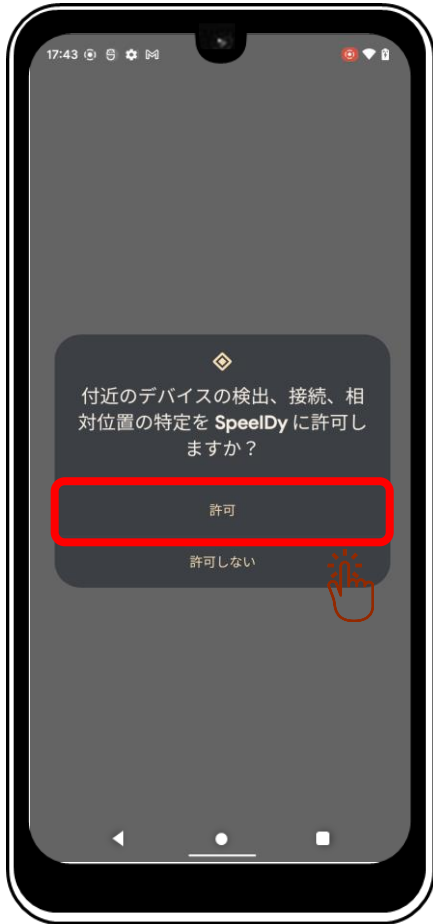 17:43
付近のデバイスの検出、接続、相
対位置の特定を SpeelDy に許可し
ますか？
許可
許可しない